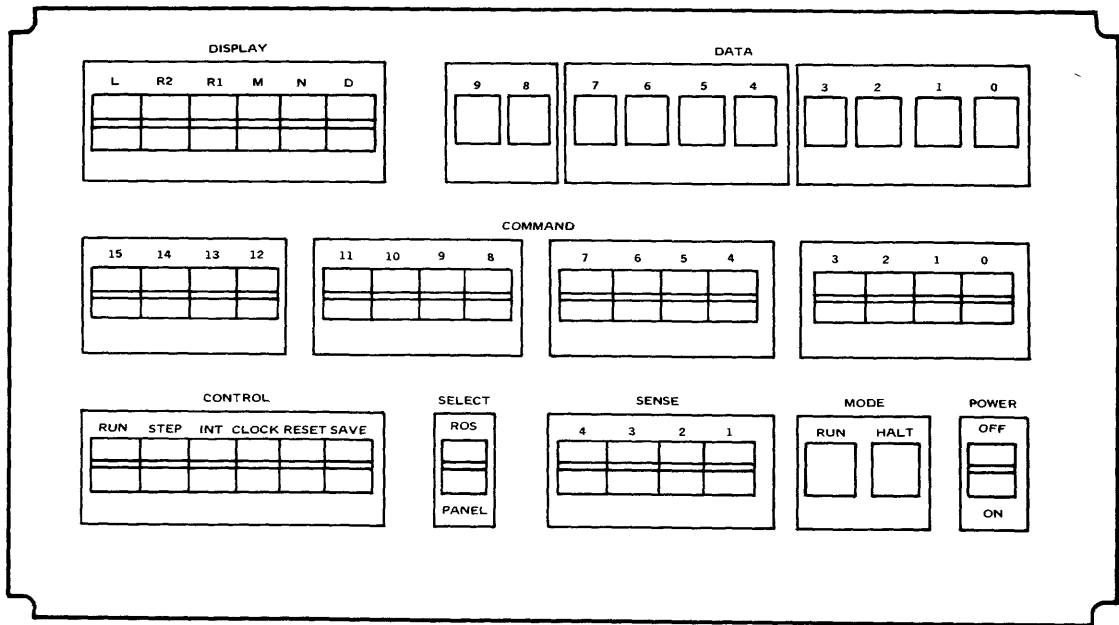 DISPLAY DATA
L R2 R1 M N D 9 8 7 6 5 4 3 2 1 0
COMMAND
15 14 13 12 11 10 9 8 7 6 5 4 3 2 1 0
CONTROL SELECT SENSE MODE POWER
RUN STEP INT CLOCK RESET SAVE ROS 4 3 2 1 RUN HALT OFF
PANEL ON